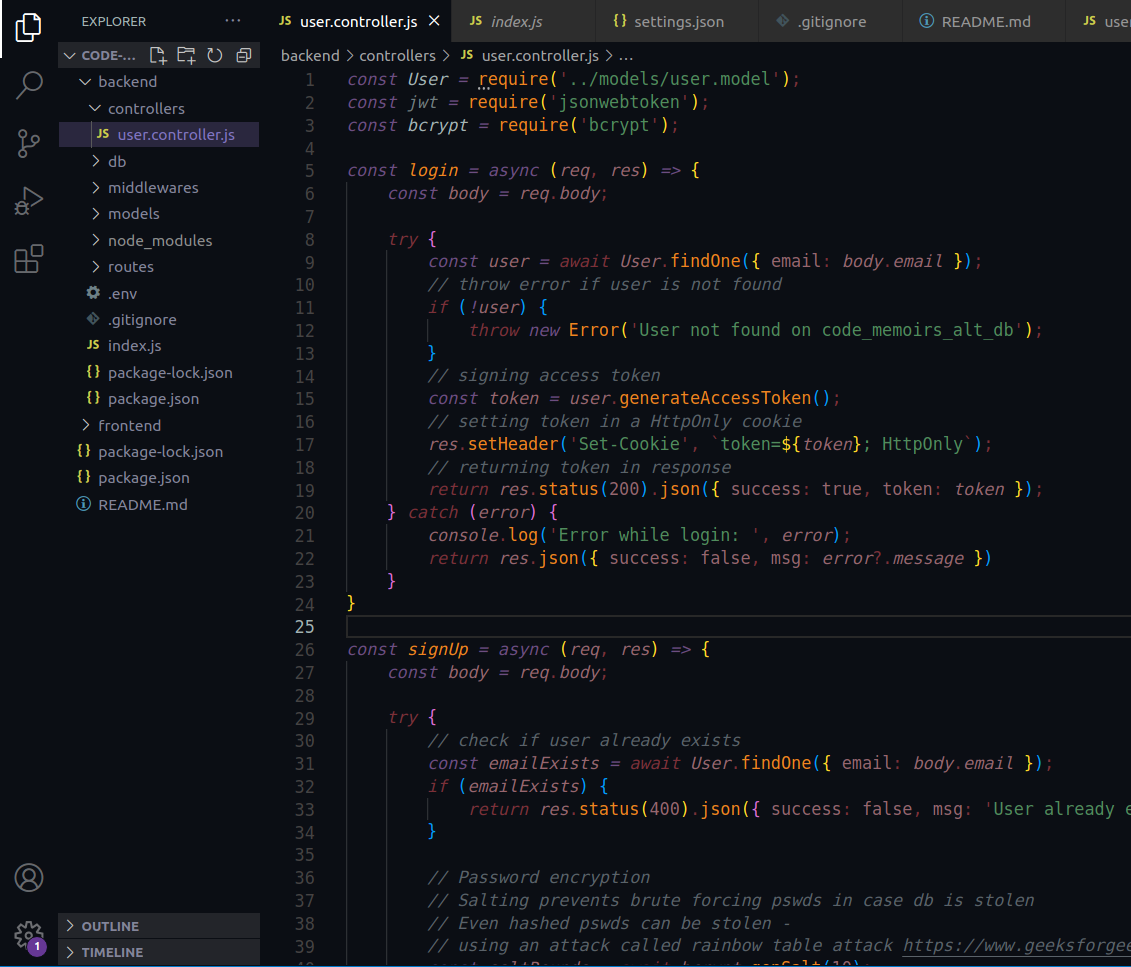 EXPLORER ...
CODE-...
backend
controllers
JS user.controller.js
db
middlewares
models
node_modules
routes
.env
.gitignore
JS index.js
{} package-lock.json
{} package.json
frontend
{} package-lock.json
{} package.json
README.md
OUTLINE
TIMELINE
1
JS user.controller.js ×
JS index.js
{} settings.json
.gitignore
README.md
JS user
backend > controllers > JS user.controller.js > ...
1 const User = require('../models/user.model');
2 const jwt = require('jsonwebtoken');
3 const bcrypt = require('bcrypt');
4
5 const login = async (req, res) => {
6 const body = req.body;
7
8 try {
9 const user = await User.findOne({ email: body.email });
10 // throw error if user is not found
11 if (!user) {
12 throw new Error('User not found on code_memoirs_alt_db');
13 }
14 // signing access token
15 const token = user.generateAccessToken();
16 // setting token in a HttpOnly cookie
17 res.setHeader('Set-Cookie', `token=${token}; HttpOnly`);
18 // returning token in response
19 return res.status(200).json({ success: true, token: token });
20 } catch (error) {
21 console.log('Error while login: ', error);
22 return res.json({ success: false, msg: error?.message })
23 }
24 }
25
26 const signUp = async (req, res) => {
27 const body = req.body;
28
29 try {
30 // check if user already exists
31 const emailExists = await User.findOne({ email: body.email });
32 if (emailExists) {
33 return res.status(400).json({ success: false, msg: 'User already e
34 }
35
36 // Password encryption
37 // Salting prevents brute forcing pswds in case db is stolen
38 // Even hashed pswds can be stolen -
39 // using an attack called rainbow table attack https://www.geeksforgee